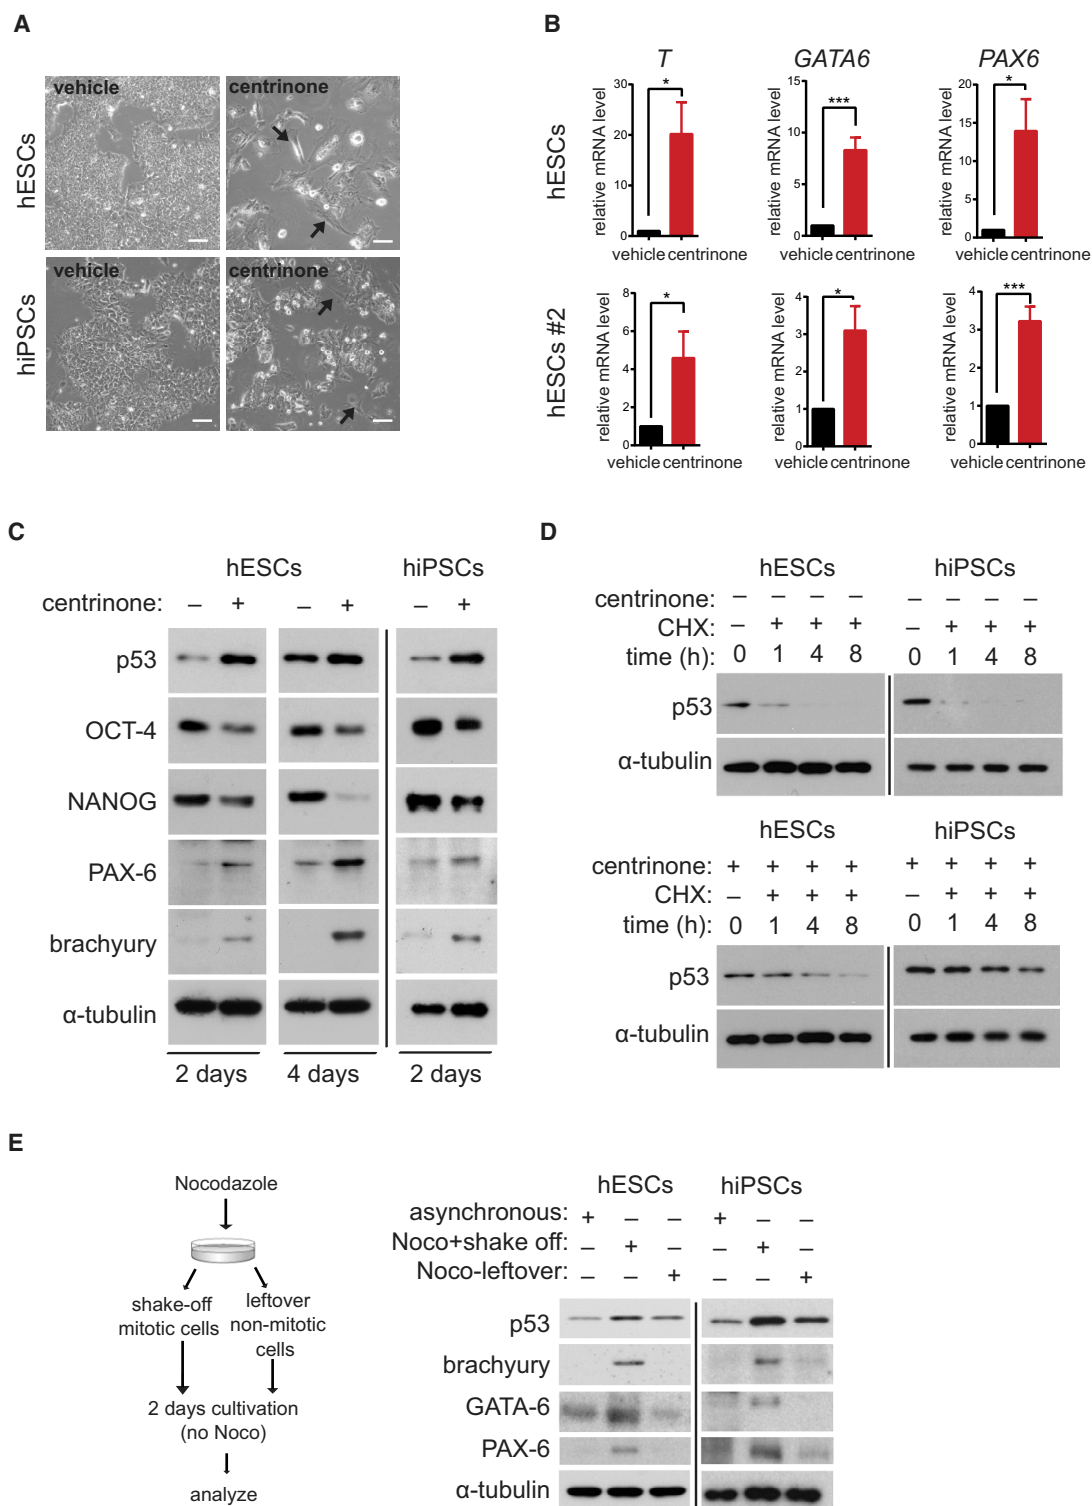 A
vehicle
centrinone
hESCs
vehicle
centrinone
hiPSCs
B
T
GATA6
PAX6
hESCs
relative mRNA level
30
20
10
0
*
vehicle centrinone
relative mRNA level
15
10
5
0
***
vehicle centrinone
relative mRNA level
20
15
10
5
0
*
vehicle centrinone
hESCs #2
relative mRNA level
8
6
4
2
0
*
vehicle centrinone
relative mRNA level
4
3
2
1
0
*
vehicle centrinone
relative mRNA level
4
3
2
1
0
***
vehicle centrinone
C
hESCs
hiPSCs
centrinone: – + – + – +
p53
OCT-4
NANOG
PAX-6
brachyury
α-tubulin
2 days
4 days
2 days
D
hESCs
hiPSCs
centrinone: – – – – – – – –
CHX: – + + + – + + +
time (h): 0 1 4 8 0 1 4 8
p53
α-tubulin
hESCs
hiPSCs
centrinone: + + + + + + + +
CHX: – + + + – + + +
time (h): 0 1 4 8 0 1 4 8
p53
α-tubulin
E
Nocodazole
shake-off
mitotic cells
leftover
non-mitotic
cells
2 days cultivation
(no Noco)
analyze
hESCs
hiPSCs
asynchronous: + – – + – –
Noco+shake off: – + – – + –
Noco-leftover: – – + – – +
p53
brachyury
GATA-6
PAX-6
α-tubulin